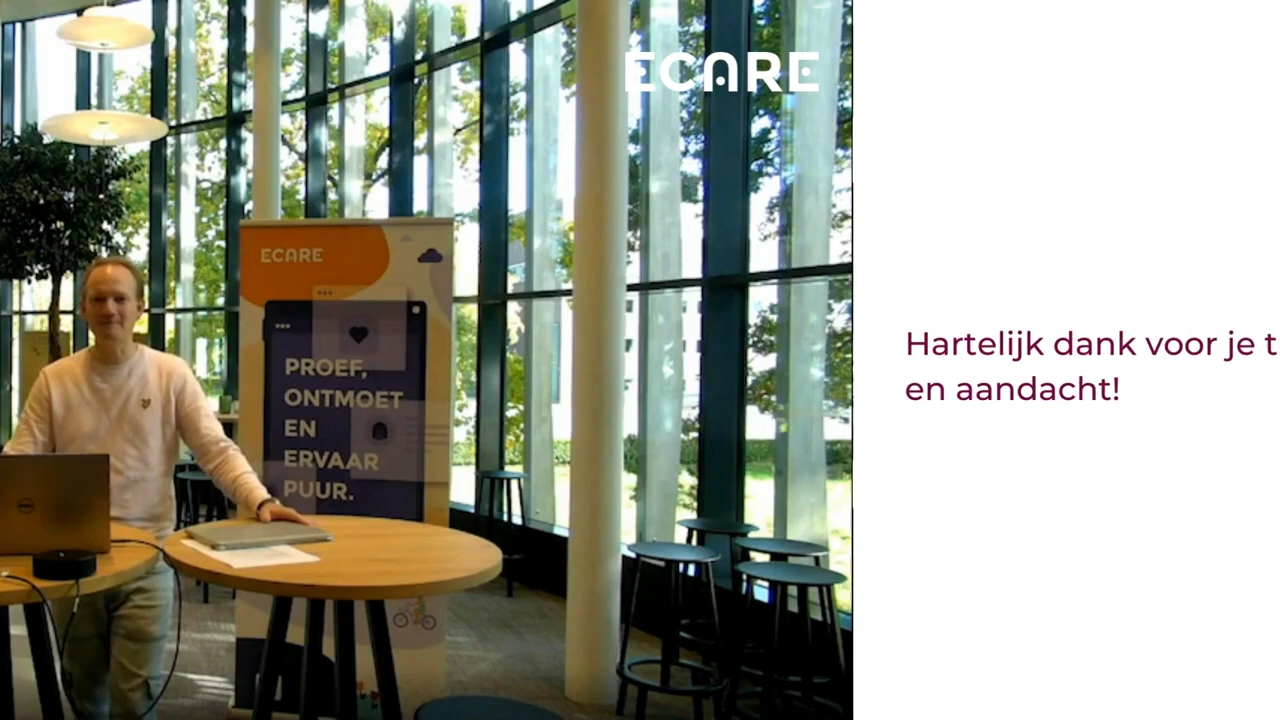 ECARE
ECARE
PROEF,
ONTMOET
EN
ERVAAR
PUUR.
Hartelijk dank voor je t
en aandacht!